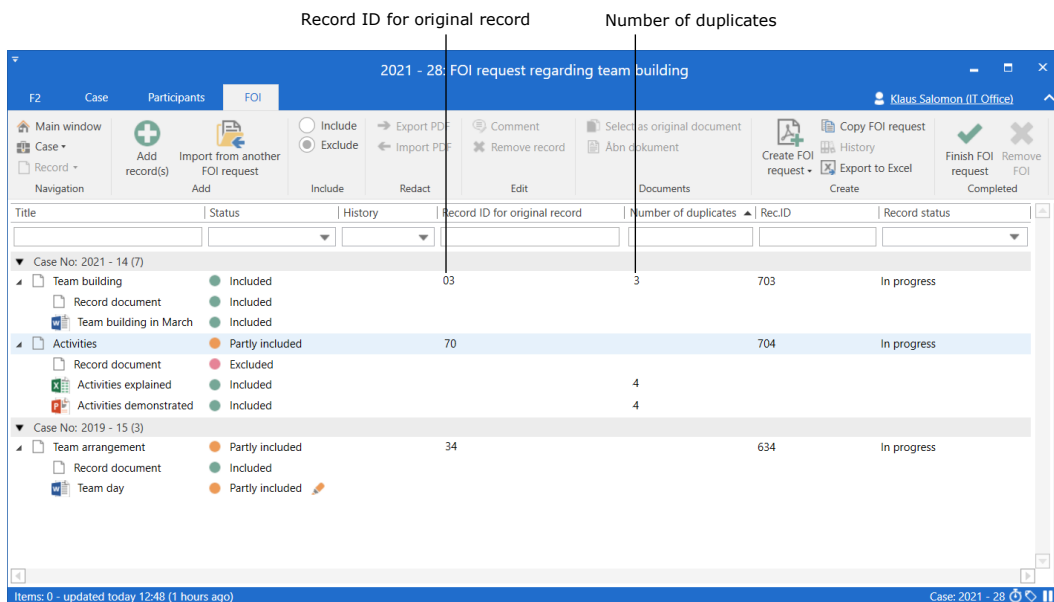 Record ID for original record Number of duplicates
2021 - 28: FOI request regarding team building
F2 Case Participants FOI Klaus Salomon (IT Office)
Main window Include Export PDF Comment Select as original document Copy FOI request
Case Exclude Import PDF Remove record Åbn dokument History
Record Add record(s) Import from another FOI request Create FOI request Export to Excel Finish FOI request Remove FOI
Navigation Add Include Redact Edit Documents Create Completed
Title Status History Record ID for original record Number of duplicates Rec.ID Record status
Case No: 2021 - 14 (7)
Team building Included 03 3 703 In progress
Record document Included
Team building in March Included
Activities Partly included 70 704 In progress
Record document Excluded
Activities explained Included 4
Activities demonstrated Included 4
Case No: 2019 - 15 (3)
Team arrangement Partly included 34 634 In progress
Record document Included
Team day Partly included
Items: 0 - updated today 12:48 (1 hours ago) Case: 2021 - 28